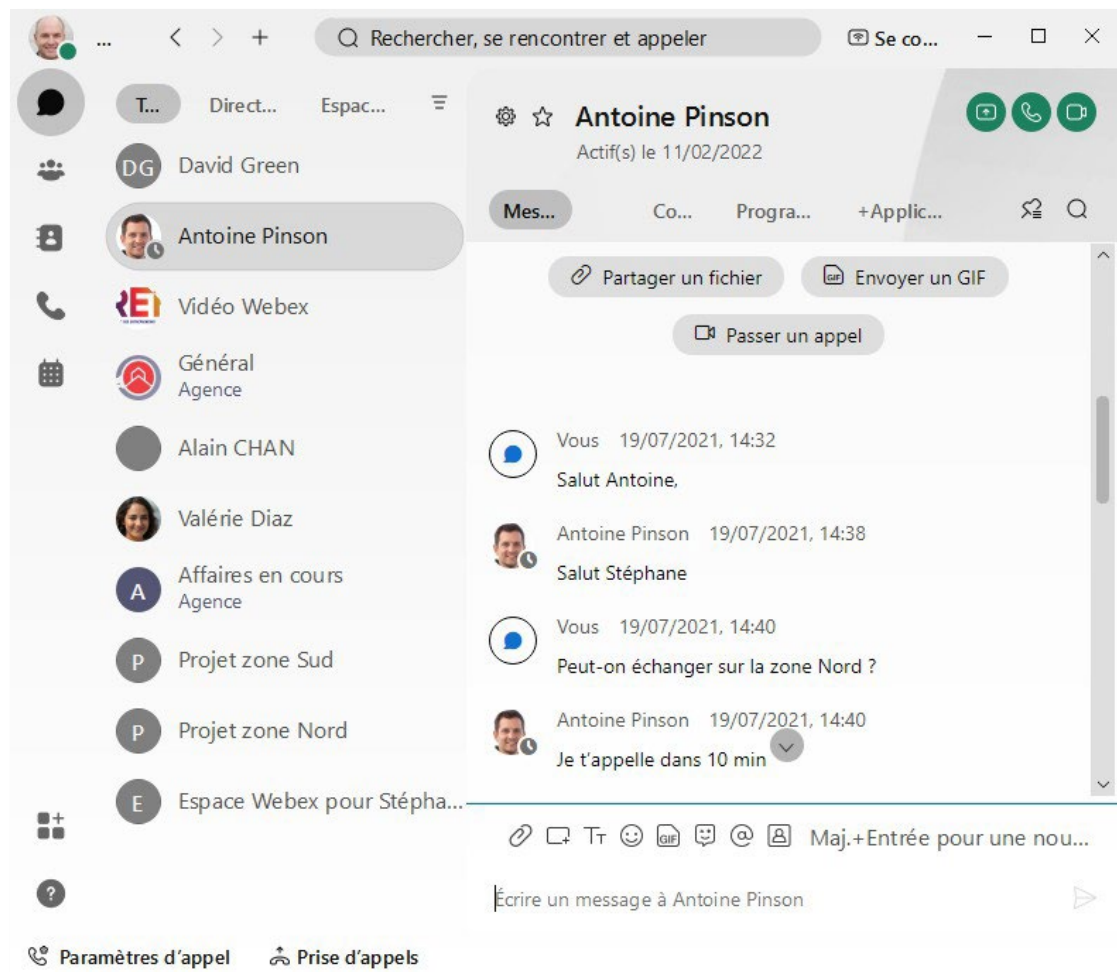 ...
Rechercher, se rencontrer et appeler
Se co...
T...
Direct...
Espac...
DG
David Green
Antoine Pinson
Vidéo Webex
Général
Agence
Alain CHAN
Valérie Diaz
A
Affaires en cours
Agence
P
Projet zone Sud
P
Projet zone Nord
E
Espace Webex pour Stépha...
Paramètres d'appel
Prise d'appels
Antoine Pinson
Actif(s) le 11/02/2022
Mes...
Co...
Progra...
+Applic...
Partager un fichier
GIF
Envoyer un GIF
Passer un appel
Vous 19/07/2021, 14:32
Salut Antoine,
Antoine Pinson 19/07/2021, 14:38
Salut Stéphane
Vous 19/07/2021, 14:40
Peut-on échanger sur la zone Nord ?
Antoine Pinson 19/07/2021, 14:40
Je t'appelle dans 10 min
GIF
Maj.+Entrée pour une nou...
Écrire un message à Antoine Pinson